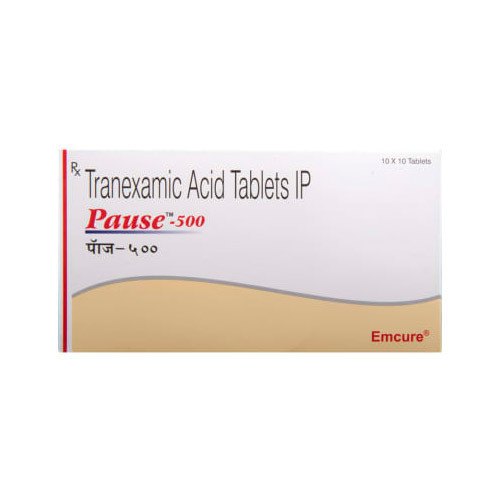 10 X 10 Tablets
Rx Tranexamic Acid Tablets IP
Pause™-500
पॉज-५००
Emcure®